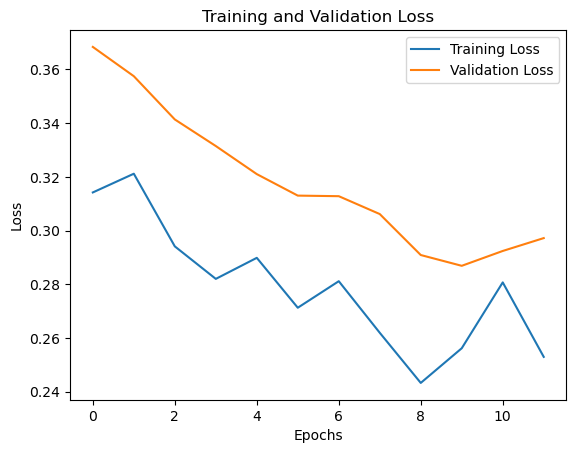 Training and Validation Loss
Training Loss
Validation Loss
Loss
0.36
0.34
0.32
0.30
0.28
0.26
0.24
0
2
4
6
8
10
Epochs